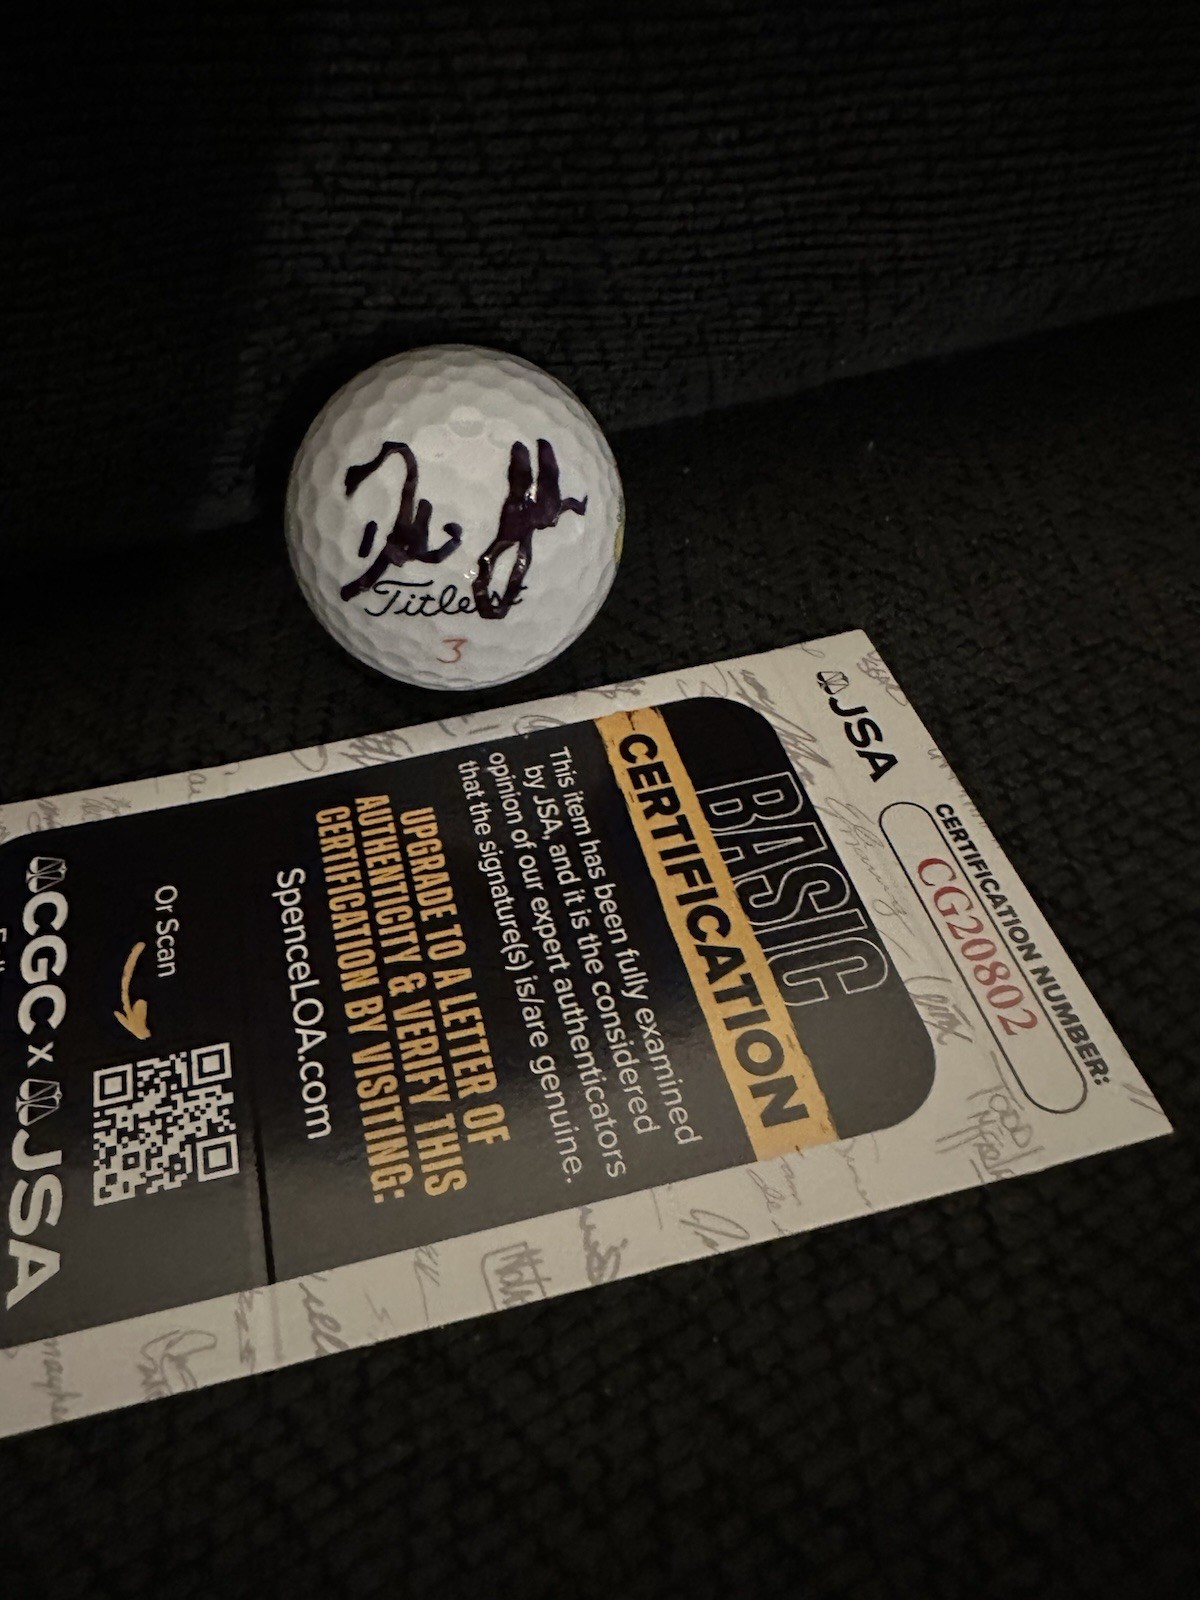 Titleist
3
JSA
CERTIFICATION NUMBER:
CG20802
BASIC
CERTIFICATION
This item has been fully examined
by JSA, and it is the considered
opinion of our expert authenticators
that the signature(s) is/are genuine.
UPGRADE TO A LETTER OF
AUTHENTICITY & VERIFY THIS
CERTIFICATION BY VISITING:
SpenceLOA.com
Or Scan
CGC x JSA